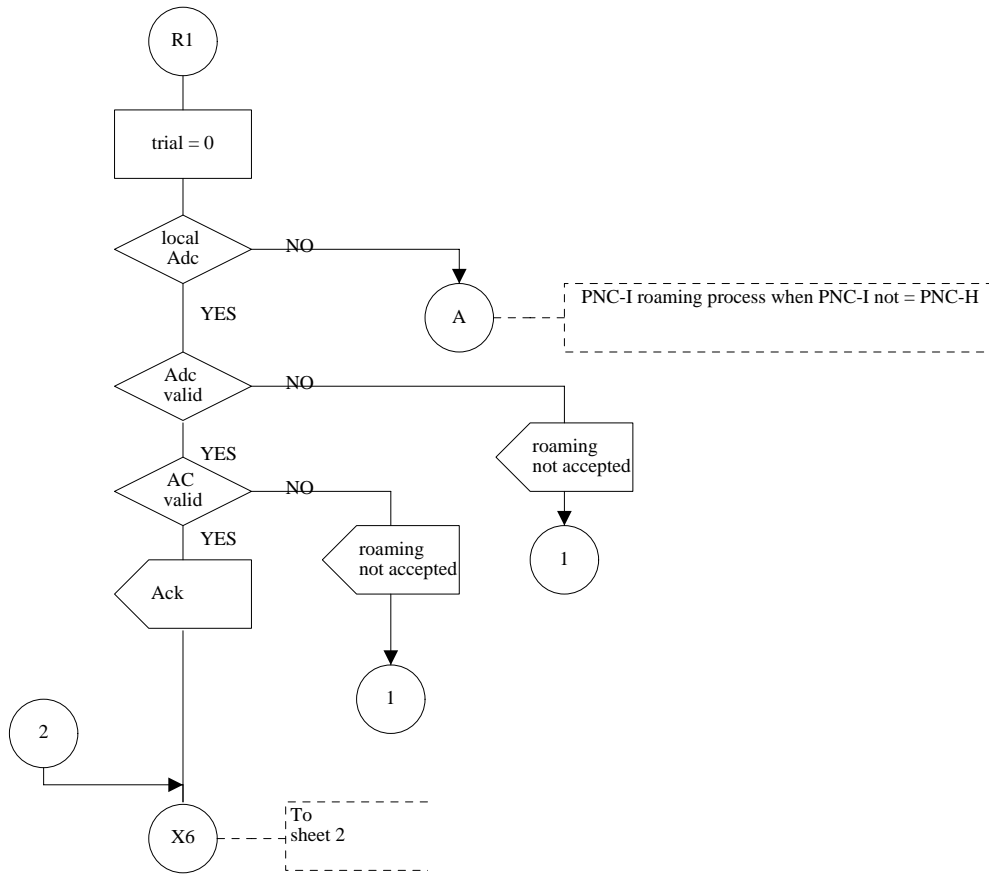 R1
trial = 0
local
Adc
NO
YES
A
PNC-I roaming process when PNC-I not = PNC-H
Adc
valid
NO
YES
roaming
not accepted
AC
valid
NO
YES
roaming
not accepted
1
Ack
1
2
X6
To
sheet 2